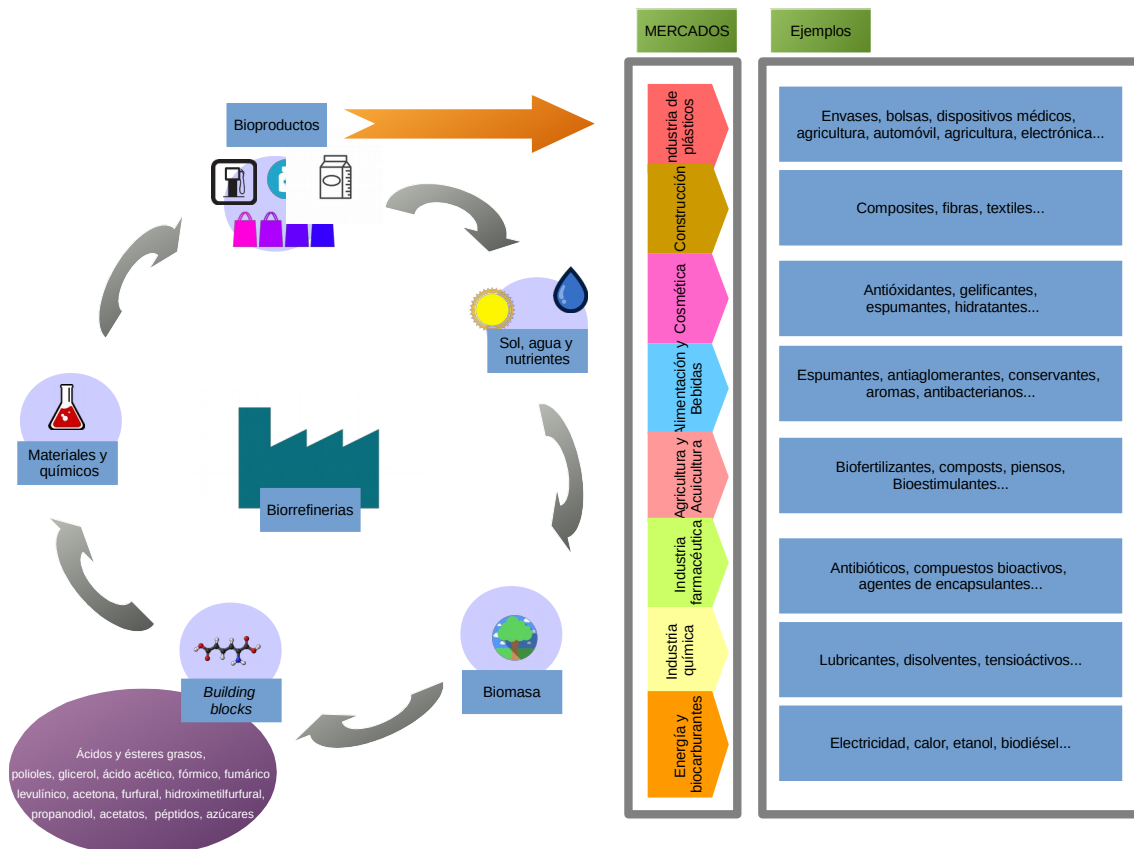 MERCADOS
Ejemplos
Bioproductos
Sol, agua y
nutrientes
Materiales y
químicos
Biorrefinerias
Building
blocks
Biomasa
Ácidos y ésteres grasos,
polioles, glicerol, ácido acético, fórmico, fumárico
levulínico, acetona, furfural, hidroximetilfurfural,
propanodiol, acetatos, péptidos, azúcares
Industria de
plásticos
Envases, bolsas, dispositivos médicos,
agricultura, automóvil, agricultura, electrónica...
Construcción
Composites, fibras, textiles...
Cosmética
Antióxidantes, gelificantes,
espumantes, hidratantes...
Alimentación y
Bebidas
Espumantes, antiaglomerantes, conservantes,
aromas, antibacterianos...
Agricultura y
Acuicultura
Biofertilizantes, composts, piensos,
Bioestimulantes...
Industria
farmacéutica
Antibióticos, compuestos bioactivos,
agentes de encapsulantes...
Industria
química
Lubricantes, disolventes, tensioáctivos...
Energía y
biocarburantes
Electricidad, calor, etanol, biodiésel...